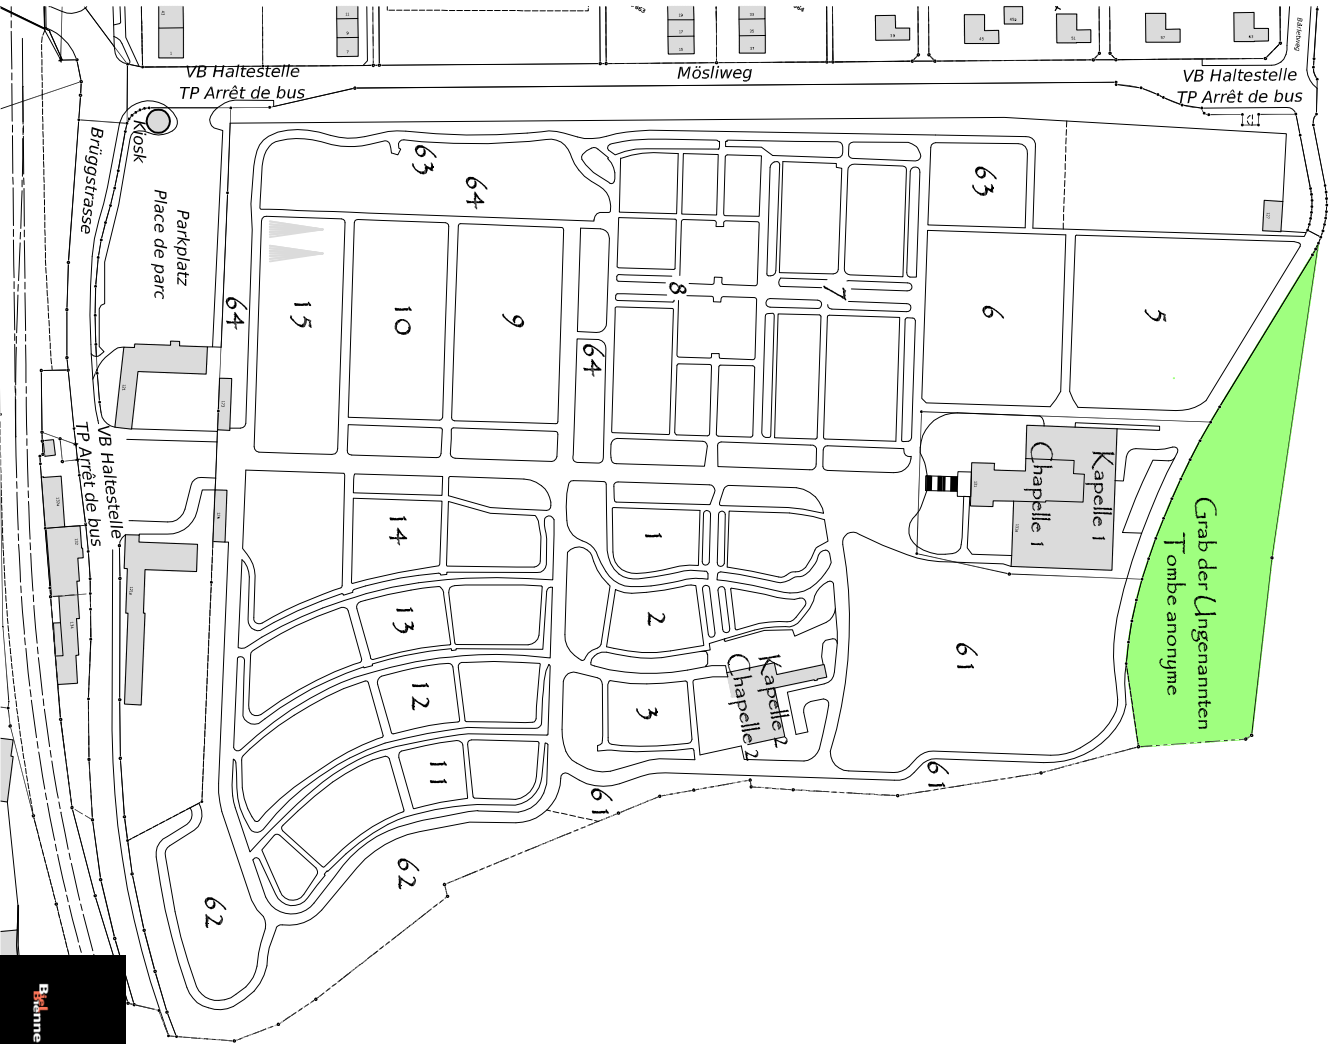 VB Haltestelle
TP Arrêt de bus
Mösliweg
VB Haltestelle
TP Arrêt de bus
Bärletweg
Kiosk
Brüggstrasse
Parkplatz
Place de parc
63
64
63
64
15
10
9
64
8
7
6
5
VB Haltestelle
TP Arrêt de bus
Kapelle 1
Chapelle 1
Grab der Ungenannten
Tombe anonyme
14
1
13
2
61
12
3
Kapelle 2
Chapelle 2
11
61
61
62
62
Biel
Bienne